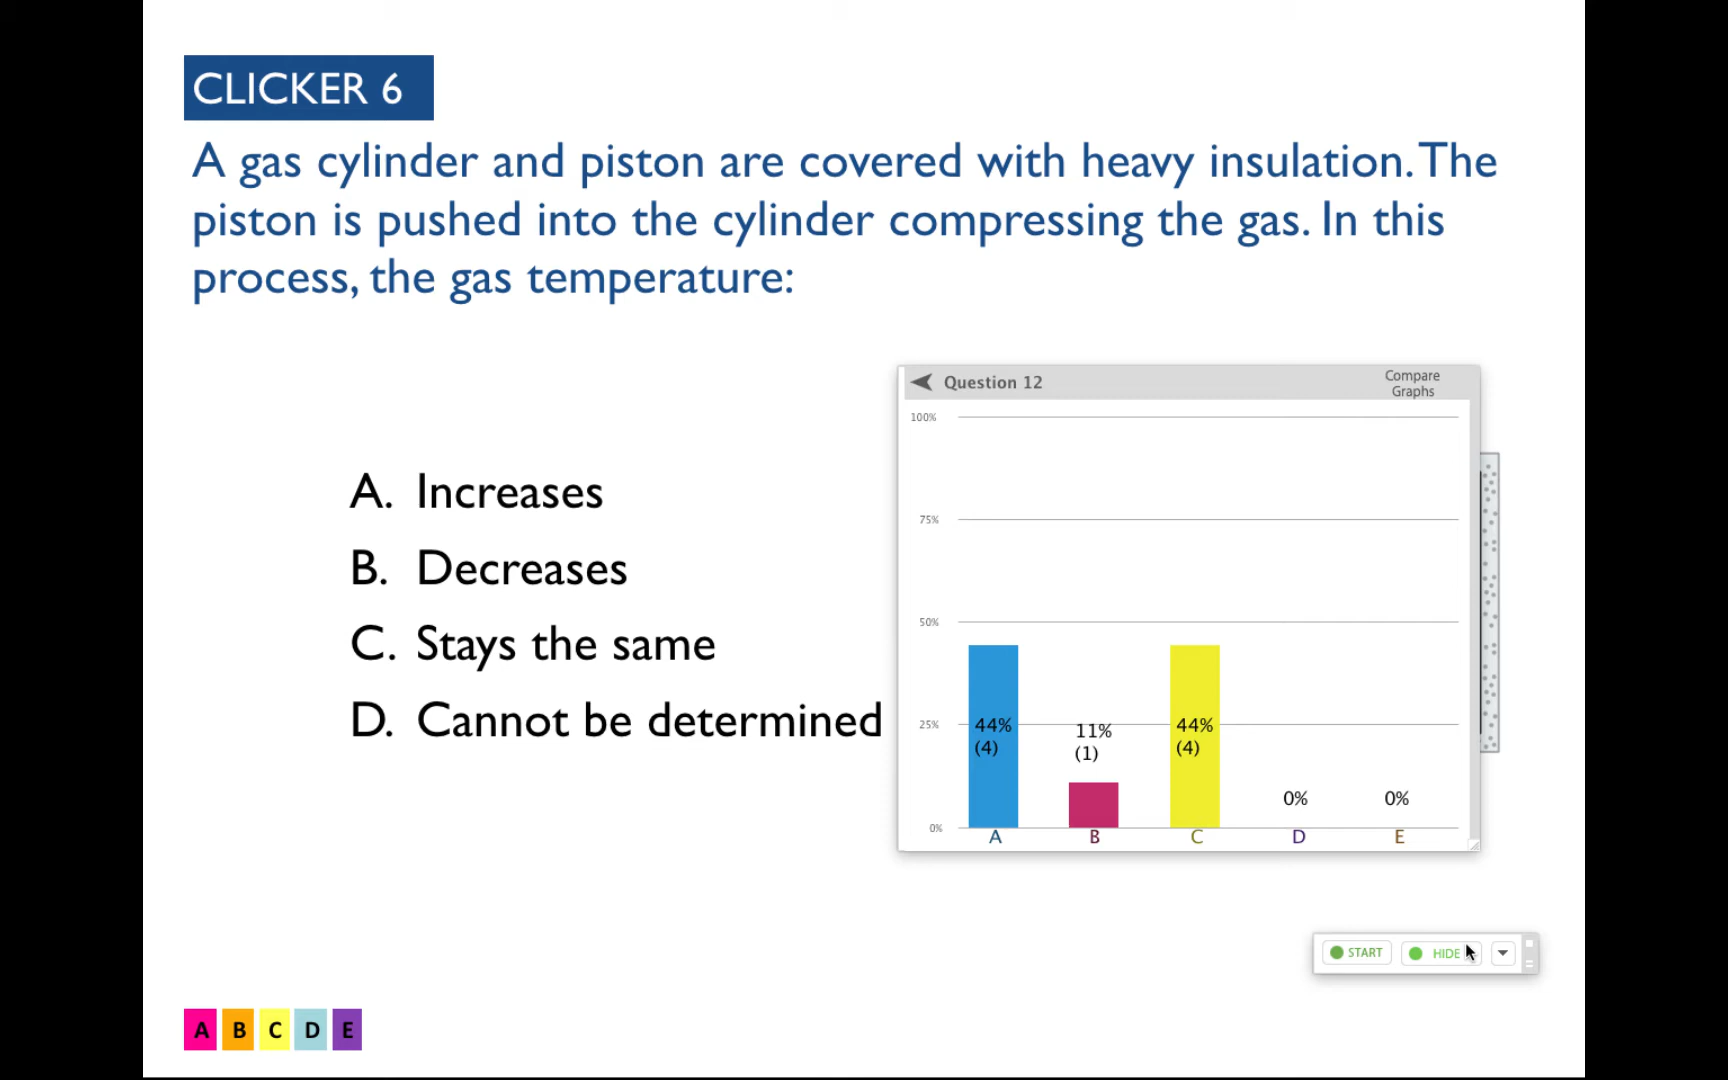 CLICKER 6
A gas cylinder and piston are covered with heavy insulation. The
piston is pushed into the cylinder compressing the gas. In this
process, the gas temperature:
A. Increases
B. Decreases
C. Stays the same
D. Cannot be determined
Question 12
Compare
Graphs
100%
75%
50%
25%
0%
44%
(4)
11%
(1)
44%
(4)
0%
0%
A B C D E
START HIDE
A B C D E